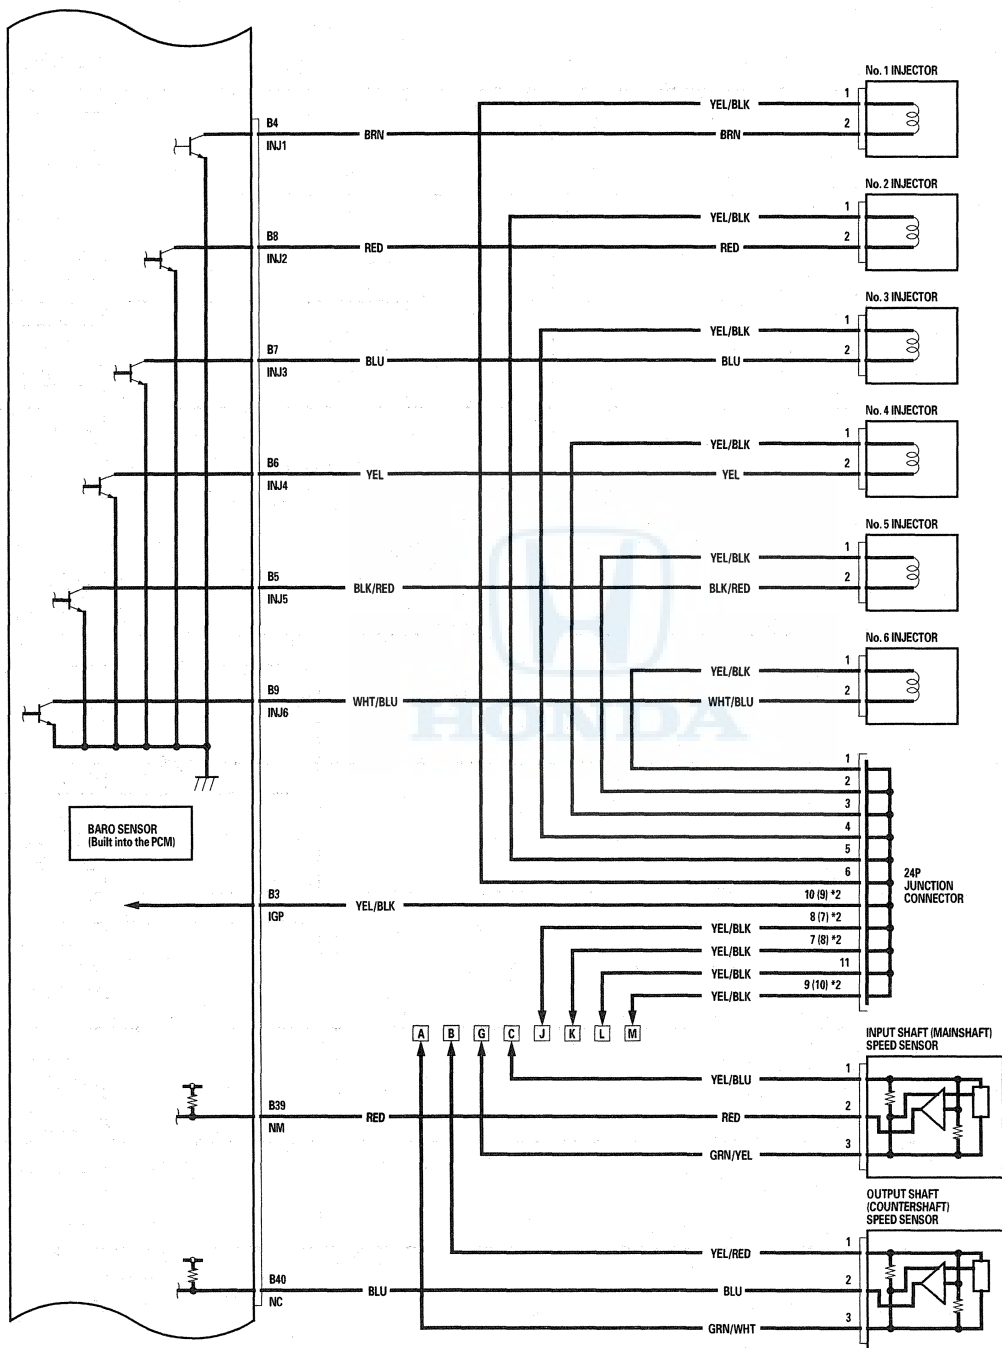 No. 1 INJECTOR
1
YEL/BLK
B4
2
BRN
BRN
INJ1
No. 2 INJECTOR
1
YEL/BLK
B8
2
RED
RED
INJ2
No. 3 INJECTOR
1
YEL/BLK
B7
2
BLU
BLU
INJ3
No. 4 INJECTOR
1
YEL/BLK
B6
2
YEL
YEL
INJ4
No. 5 INJECTOR
1
YEL/BLK
B5
2
BLK/RED
BLK/RED
INJ5
No. 6 INJECTOR
1
YEL/BLK
B9
2
WHT/BLU
WHT/BLU
INJ6
HONDA
1
2
3
4
5
6
BARO SENSOR
(Built into the PCM)
24P
JUNCTION
CONNECTOR
B3
YEL/BLK
IGP
10 (9) *2
8 (7) *2
YEL/BLK
7 (8) *2
YEL/BLK
11
YEL/BLK
9 (10) *2
YEL/BLK
A
B
G
C
J
K
L
M
INPUT SHAFT (MAINSHAFT)
SPEED SENSOR
1
YEL/BLU
B39
2
RED
RED
NM
3
GRN/YEL
OUTPUT SHAFT
(COUNTERSHAFT)
SPEED SENSOR
1
YEL/RED
B40
2
BLU
BLU
NC
3
GRN/WHT